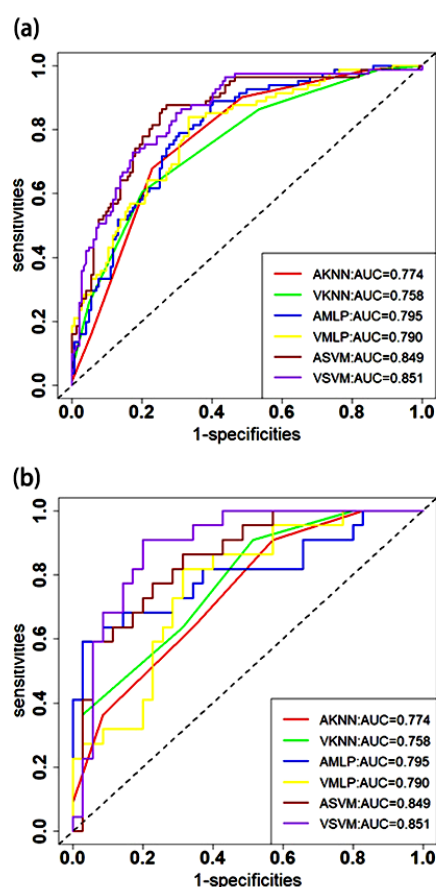 (a)
sensitivities
1.0
0.8
0.6
0.4
0.2
0.0
AKNN:AUC=0.774
VKNN:AUC=0.758
AMLP:AUC=0.795
VMLP:AUC=0.790
ASVM:AUC=0.849
VSVM:AUC=0.851
0.0 0.2 0.4 0.6 0.8 1.0
1-specificities
(b)
sensitivities
1.0
0.8
0.6
0.4
0.2
0.0
AKNN:AUC=0.774
VKNN:AUC=0.758
AMLP:AUC=0.795
VMLP:AUC=0.790
ASVM:AUC=0.849
VSVM:AUC=0.851
0.0 0.2 0.4 0.6 0.8 1.0
1-specificities